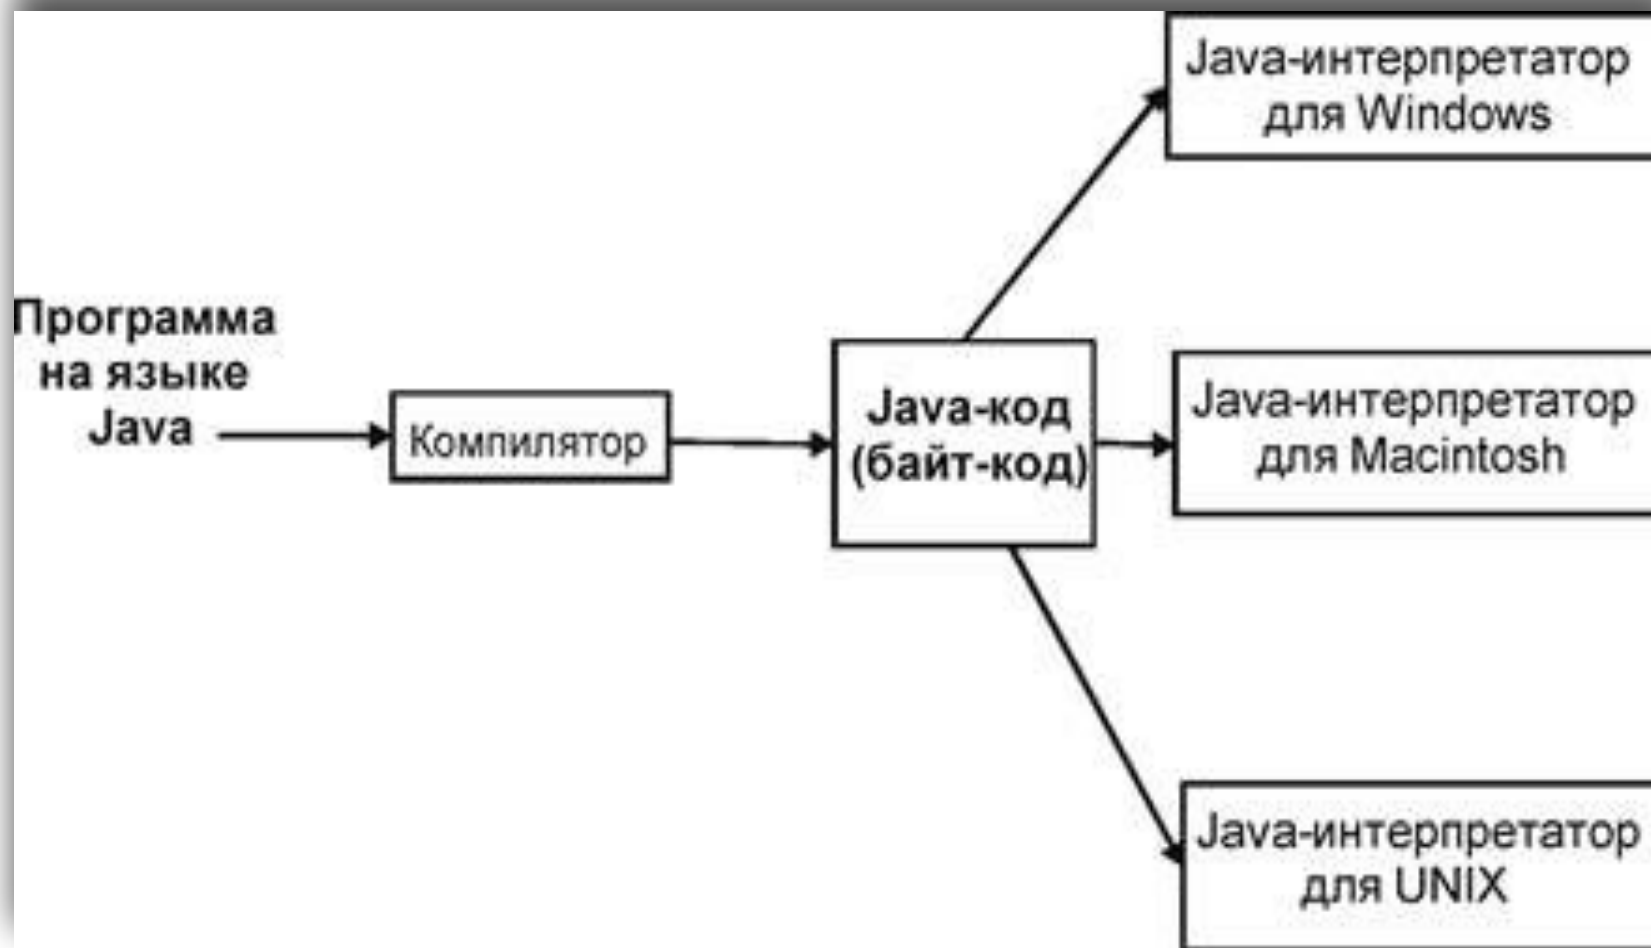 Java-интерпретатор
для Windows
Программа
на языке
Java
Компилятор
Java-код
(байт-код)
Java-интерпретатор
для Macintosh
Java-интерпретатор
для UNIX